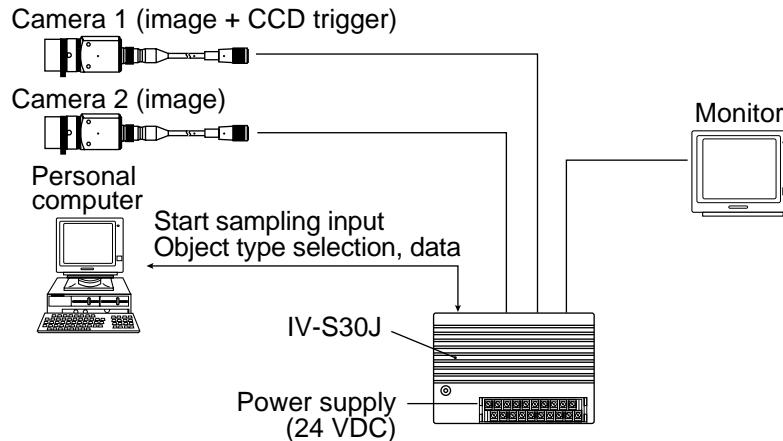 Camera 1 (image + CCD trigger)
Camera 2 (image)
Monitor
Personal
computer
Start sampling input
Object type selection, data
IV-S30J
Power supply
(24 VDC)